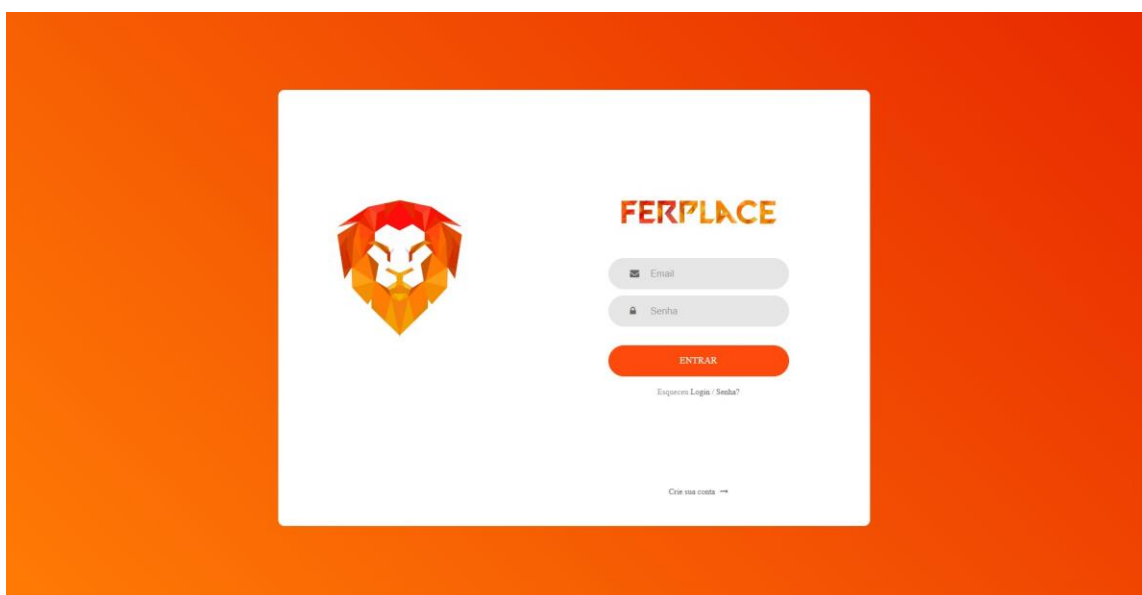 FERPLACE
Email
Senha
ENTRAR
Esqueceu Login / Senha?
Crie sua conta →